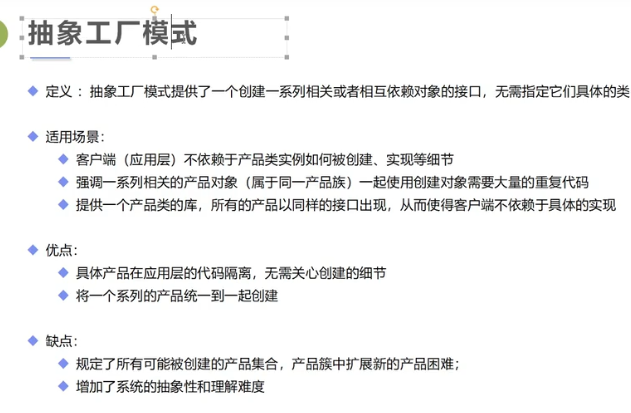 抽象工厂模式
定义 ：抽象工厂模式提供了一个创建一系列相关或者相互依赖对象的接口，无需指定它们具体的类
适用场景：
客户端（应用层）不依赖于产品类实例如何被创建、实现等细节
强调一系列相关的产品对象（属于同一产品族）一起使用创建对象需要大量的重复代码
提供一个产品类的库，所有的产品以同样的接口出现，从而使得客户端不依赖于具体的实现
优点：
具体产品在应用层的代码隔离，无需关心创建的细节
将一个系列的产品统一到一起创建
缺点：
规定了所有可能被创建的产品集合，产品簇中扩展新的产品困难；
增加了系统的抽象性和理解难度